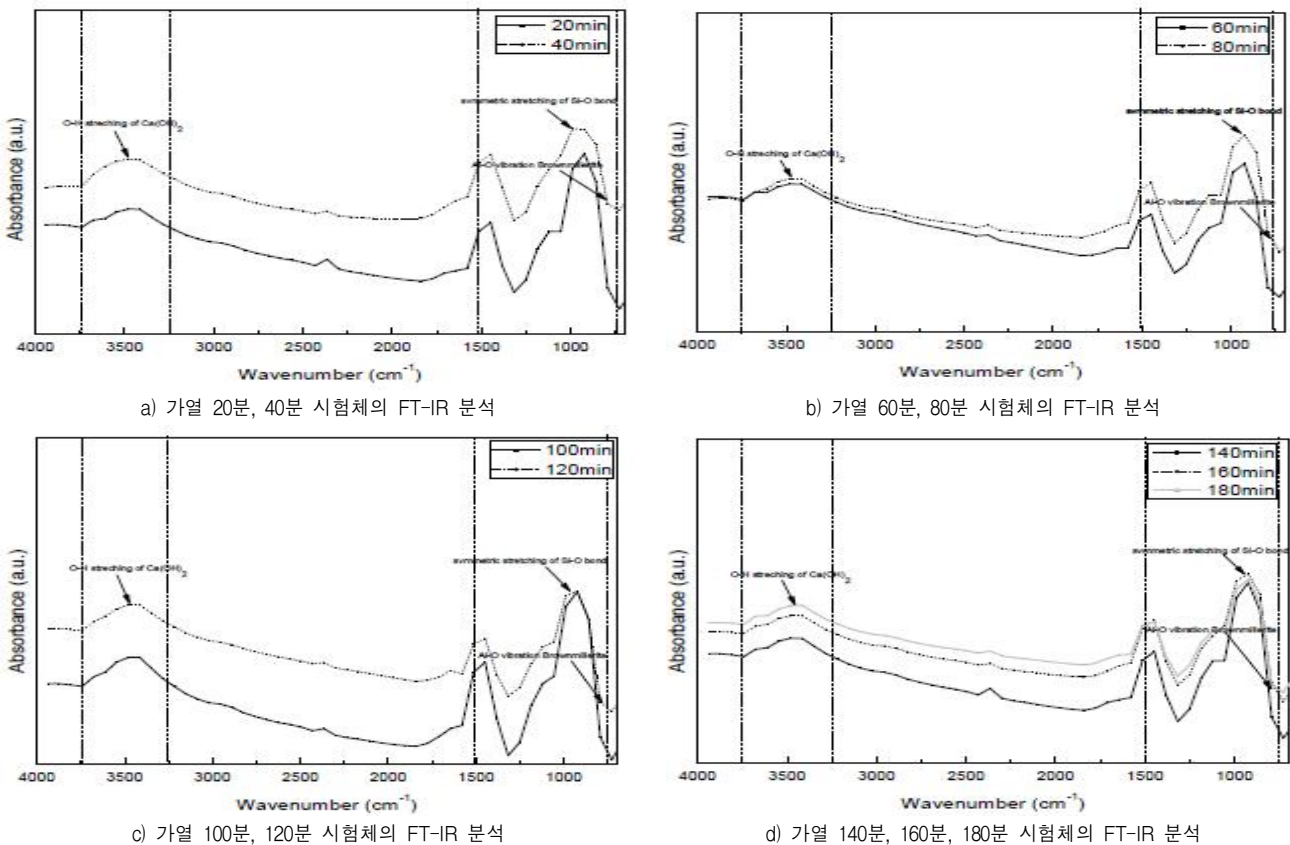 20min
40min
symmetric stretching of Si-O bond
O-H streching of Ca(OH)2
Al-O vibration Brownmillerite
Absorbance (a.u.)
4000 3500 3000 2500 2000 1500 1000
Wavenumber (cm-1)
a) 가열 20분, 40분 시험체의 FT-IR 분석
60min
80min
symmetric stretching of Si-O bond
O-H streching of Ca(OH)2
Al-O vibration Brownmillerite
Absorbance (a.u.)
4000 3500 3000 2500 2000 1500 1000
Wavenumber (cm-1)
b) 가열 60분, 80분 시험체의 FT-IR 분석
100min
120min
symmetric stretching of Si-O bond
O-H streching of Ca(OH)2
Al-O vibration Brownmillerite
Absorbance (a.u.)
4000 3500 3000 2500 2000 1500 1000
Wavenumber (cm-1)
c) 가열 100분, 120분 시험체의 FT-IR 분석
140min
160min
180min
symmetric stretching of Si-O bond
O-H streching of Ca(OH)2
Al-O vibration Brownmillerite
Absorbance (a.u.)
4000 3500 3000 2500 2000 1500 1000
Wavenumber (cm-1)
d) 가열 140분, 160분, 180분 시험체의 FT-IR 분석